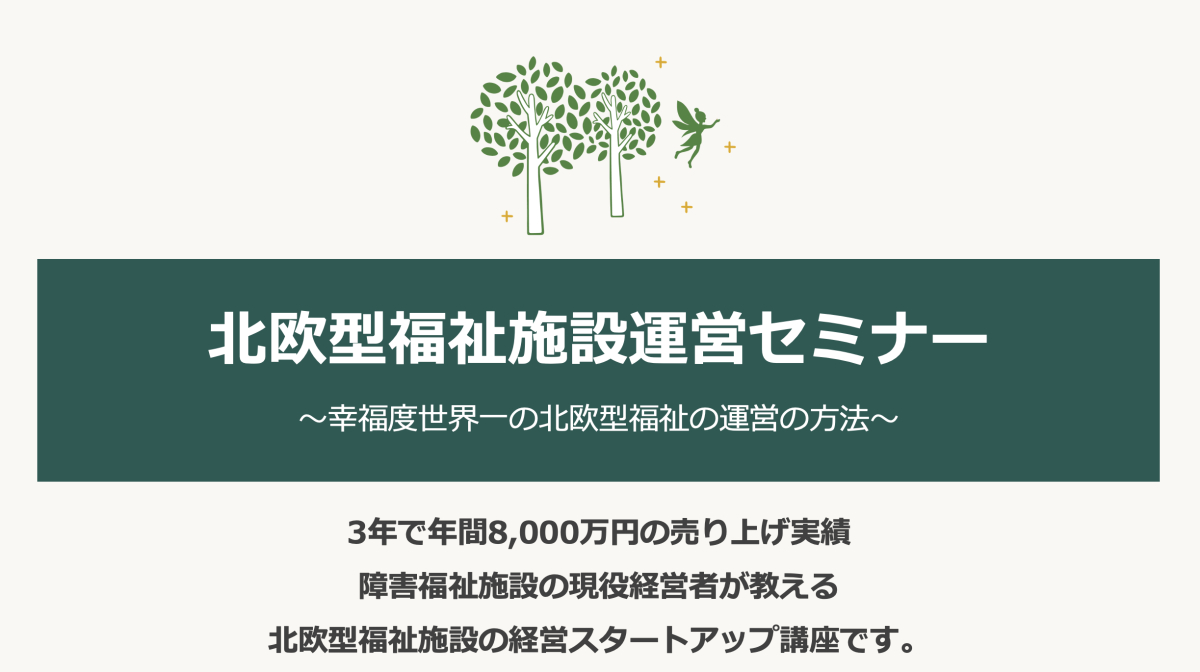 北欧型福祉施設運営セミナー
～幸福度世界一の北欧型福祉の運営の方法～
3年で年間8,000万円の売り上げ実績
障害福祉施設の現役経営者が教える
北欧型福祉施設の経営スタートアップ講座です。